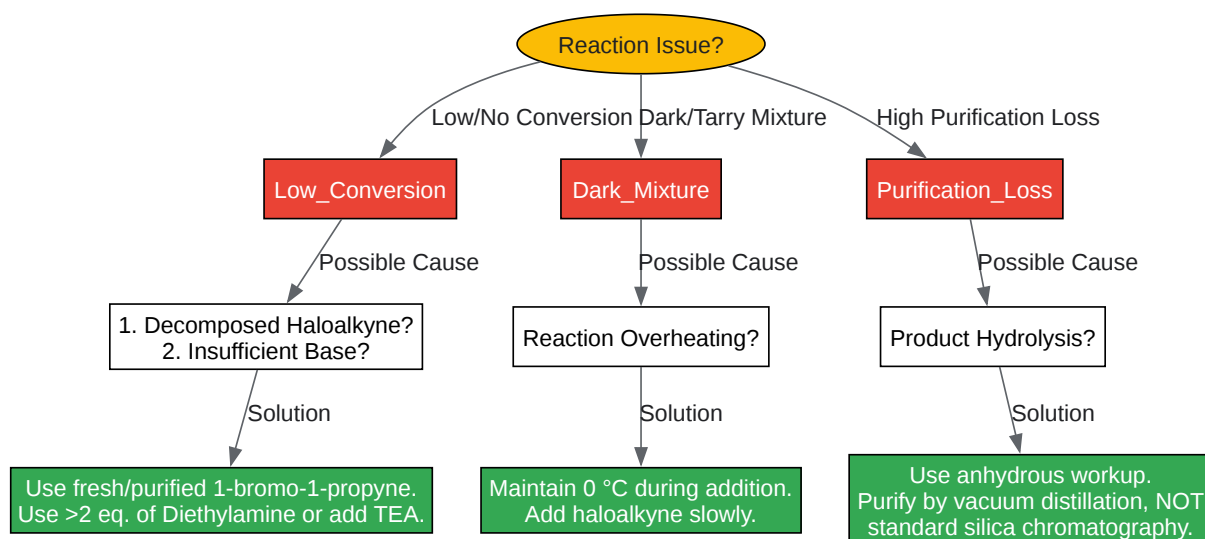 Reaction Issue?
Low/No Conversion
Dark/Tarry Mixture
High Purification Loss
Low_Conversion
Dark_Mixture
Purification_Loss
Possible Cause
Possible Cause
Possible Cause
1. Decomposed Haloalkyne?
2. Insufficient Base?
Reaction Overheating?
Product Hydrolysis?
Solution
Solution
Solution
Use fresh/purified 1-bromo-1-propyne.
Use >2 eq. of Diethylamine or add TEA.
Maintain 0 °C during addition.
Add haloalkyne slowly.
Use anhydrous workup.
Purify by vacuum distillation, NOT
standard silica chromatography.